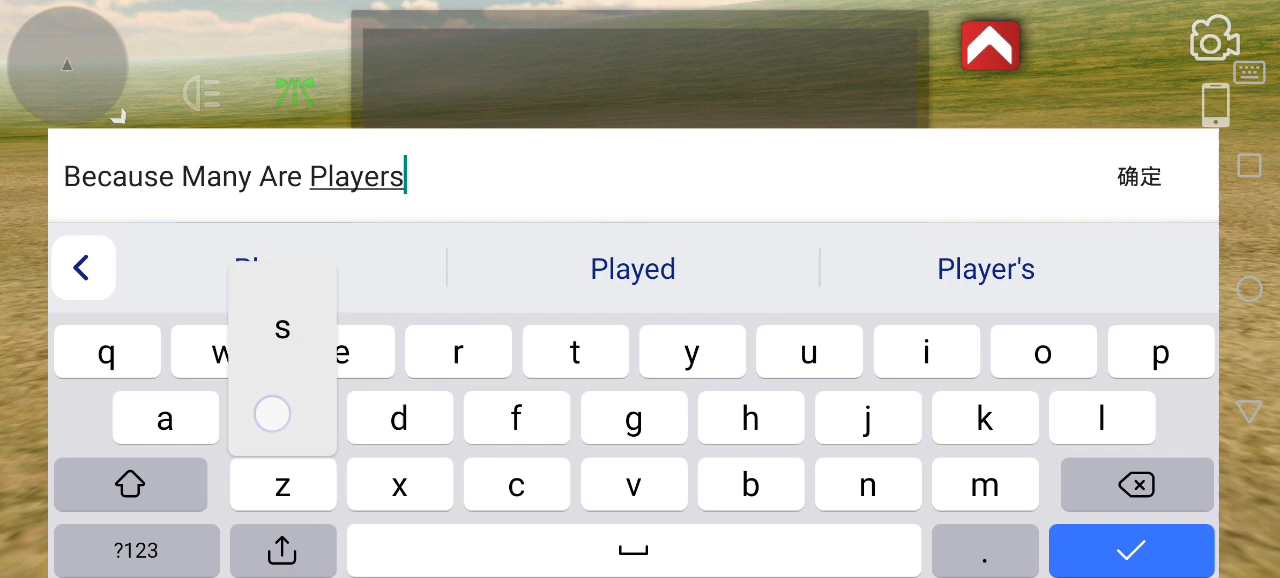 Because Many Are Players
确定
Played
Player's
s
q w e r t y u i o p
a d f g h j k l
z x c v b n m
?123 .